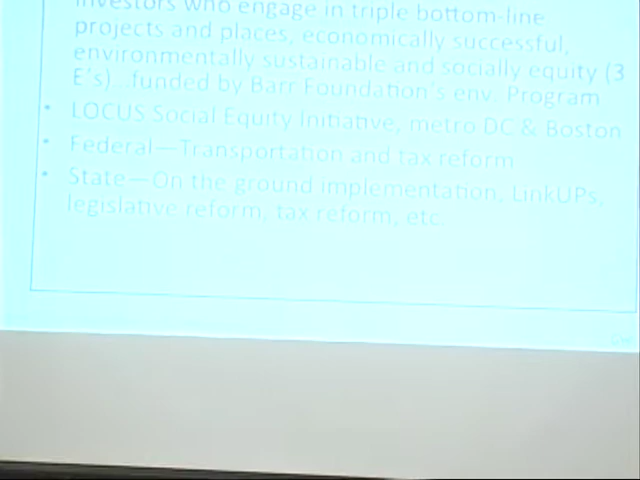 investors who engage in triple bottom-line
projects and places, economically successful,
environmentally sustainable and socially equity (3
E's)...funded by Barr Foundation's env. Program
• LOCUS Social Equity Initiative, metro DC & Boston
• Federal—Transportation and tax reform
• State—On the ground implementation, LinkUPs,
legislative reform, tax reform, etc.